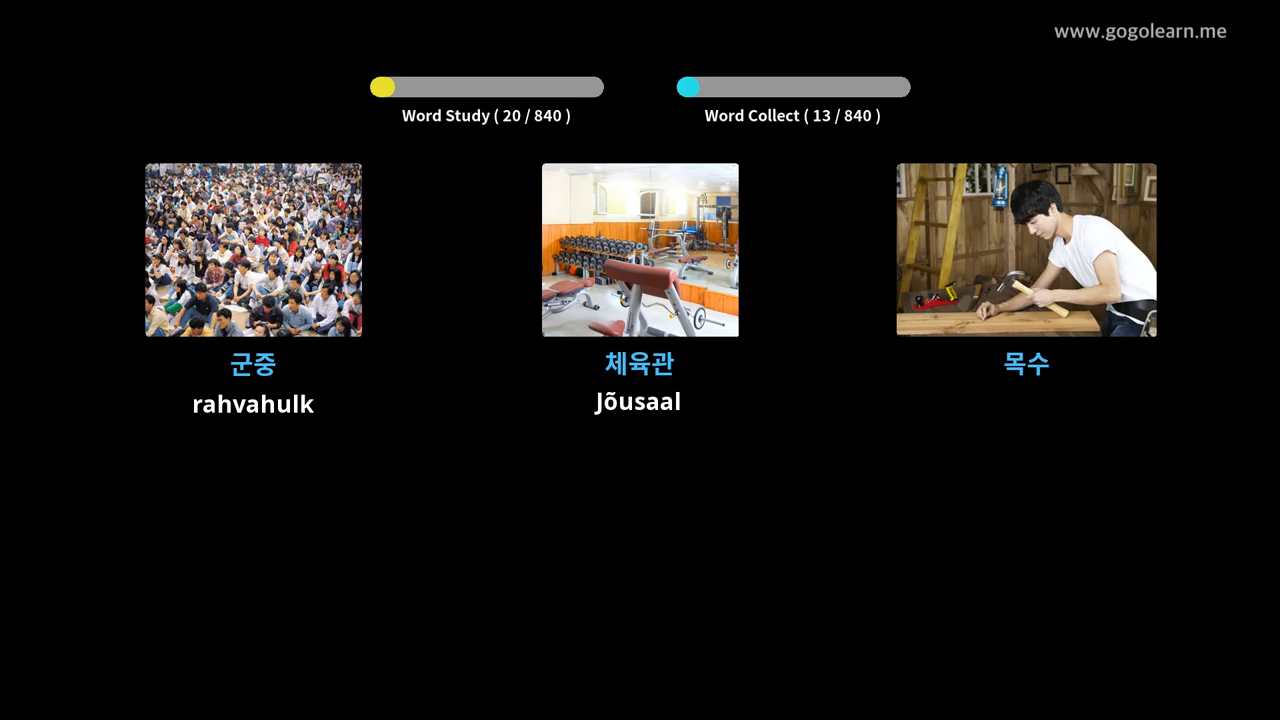 www.gogolearn.me
Word Study ( 20 / 840 )
Word Collect ( 13 / 840 )
군중
체육관
목수
rahvahulk
Jõusaal